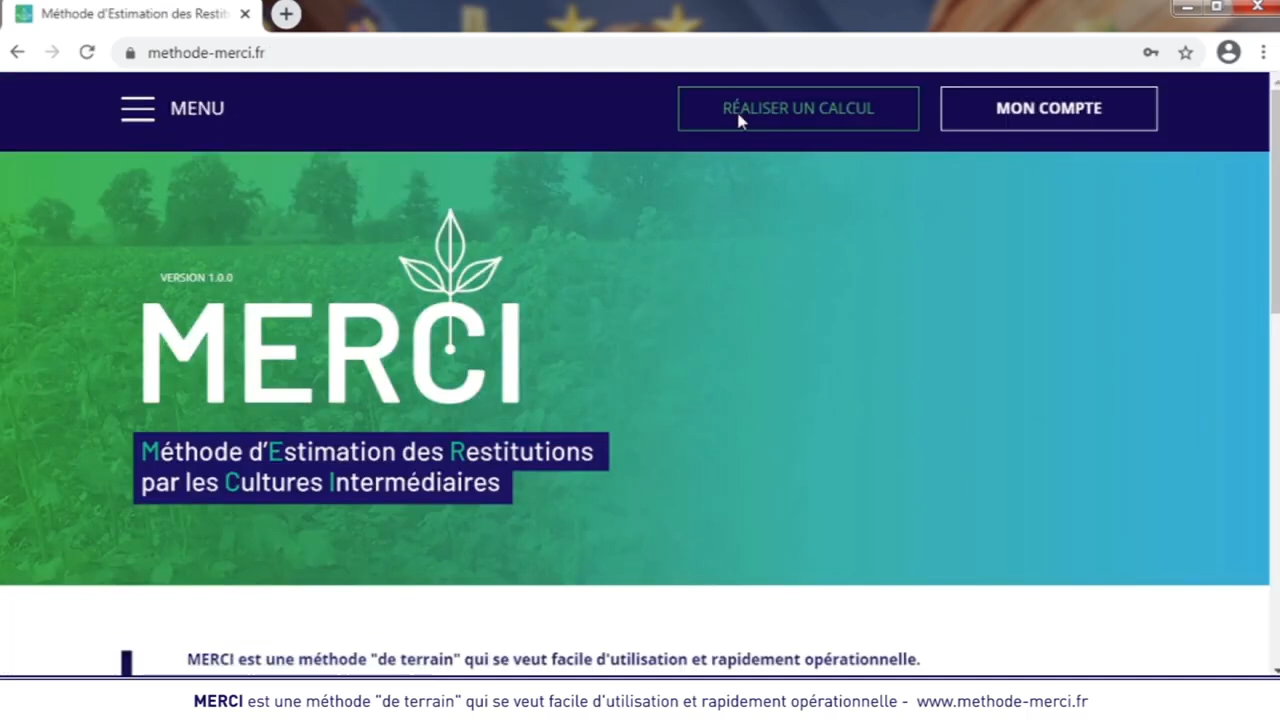 Méthode d'Estimation des Restit
methode-merci.fr
MENU
RÉALISER UN CALCUL
MON COMPTE
VERSION 1.0.0
MERCI
Méthode d'Estimation des Restitutions
par les Cultures Intermédiaires
MERCI est une méthode "de terrain" qui se veut facile d'utilisation et rapidement opérationnelle.
MERCI est une méthode "de terrain" qui se veut facile d'utilisation et rapidement opérationnelle - www.methode-merci.fr